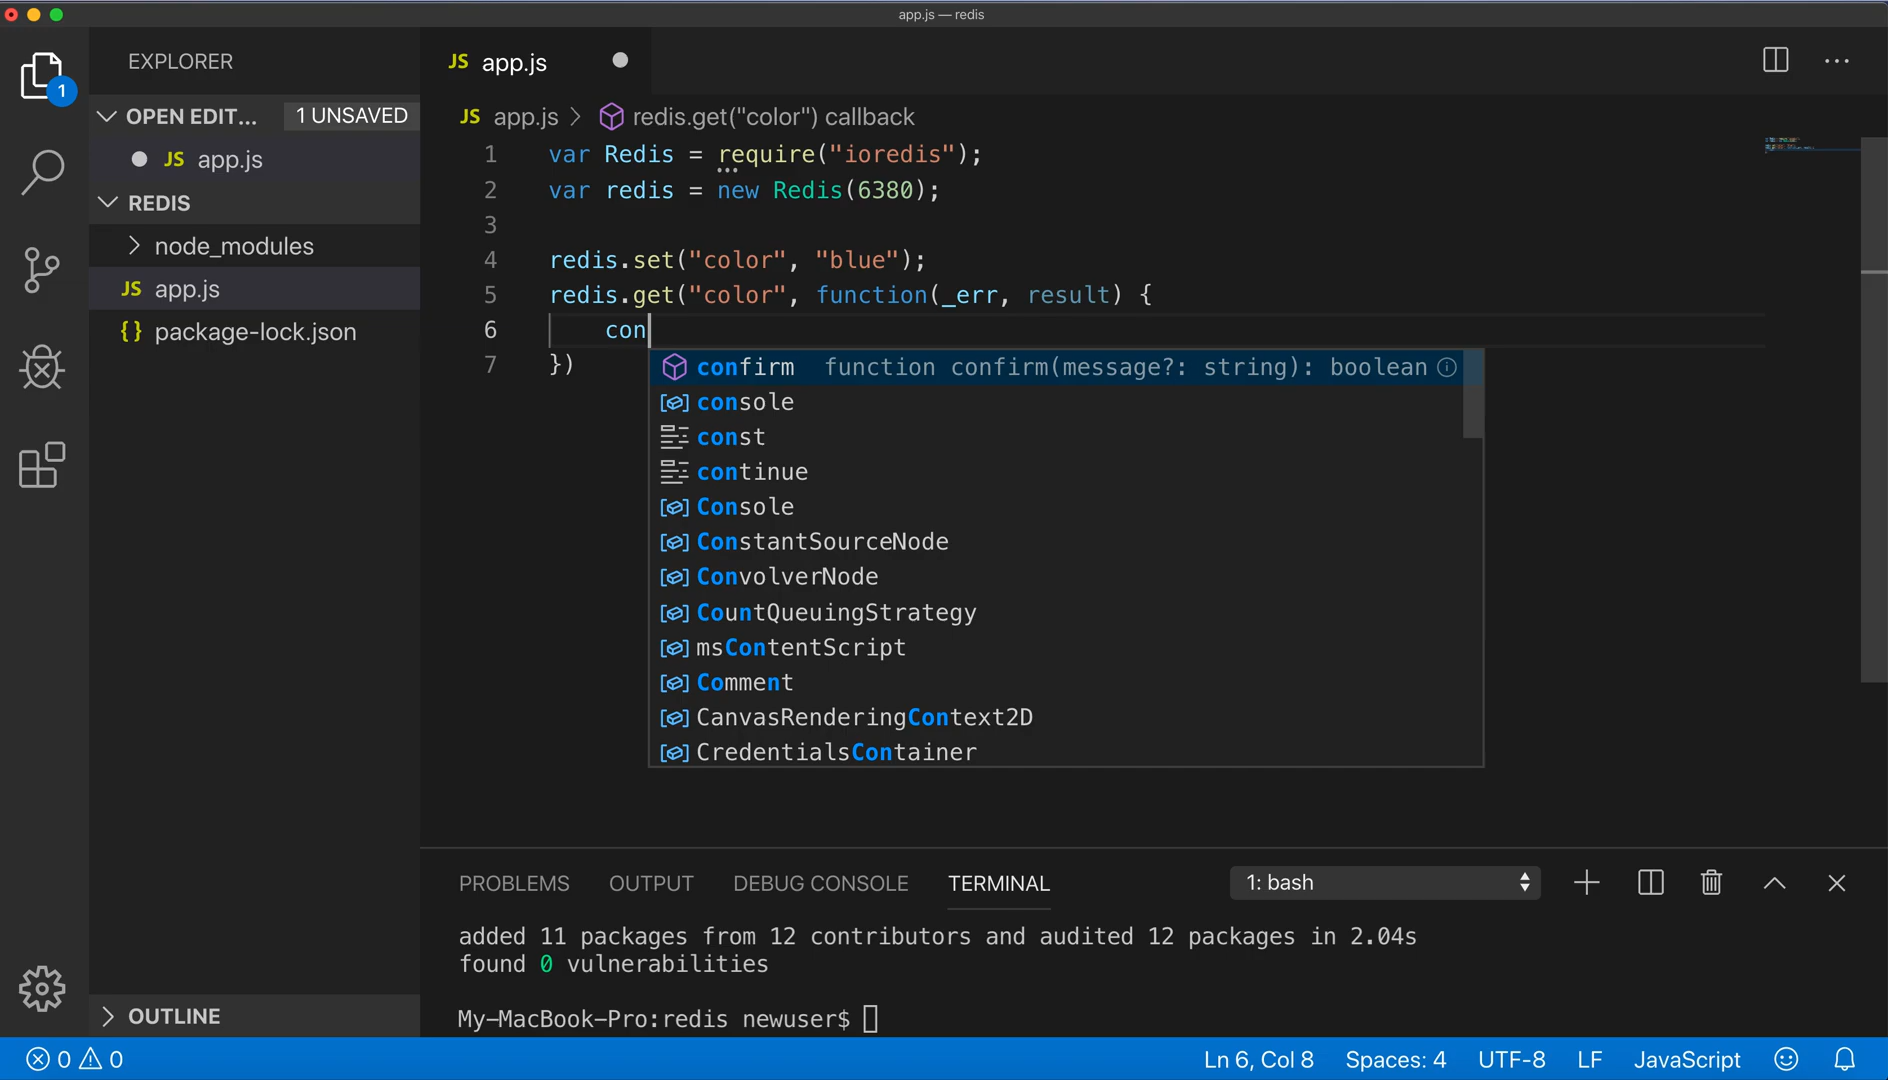 app.js — redis
EXPLORER
1
OPEN EDIT...
1 UNSAVED
JS app.js
REDIS
node_modules
JS app.js
{} package-lock.json
OUTLINE
JS app.js
JS app.js > redis.get("color") callback
1 var Redis = require("ioredis");
2 var redis = new Redis(6380);
3
4 redis.set("color", "blue");
5 redis.get("color", function(_err, result) {
6 con
7 })
confirm function confirm(message?: string): boolean
console
const
continue
Console
ConstantSourceNode
ConvolverNode
CountQueuingStrategy
msContentScript
Comment
CanvasRenderingContext2D
CredentialsContainer
PROBLEMS OUTPUT DEBUG CONSOLE TERMINAL 1: bash
added 11 packages from 12 contributors and audited 12 packages in 2.04s
found 0 vulnerabilities
My-MacBook-Pro:redis newuser$
0 0 Ln 6, Col 8 Spaces: 4 UTF-8 LF JavaScript